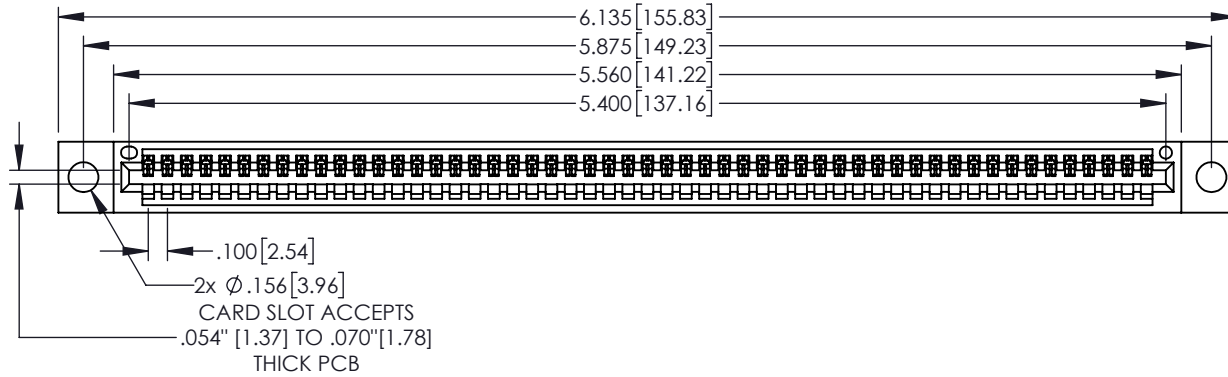 6.135[155.83]
5.875[149.23]
5.560[141.22]
5.400[137.16]
.100[2.54]
2x Ø.156[3.96]
CARD SLOT ACCEPTS
.054" [1.37] TO .070"[1.78]
THICK PCB